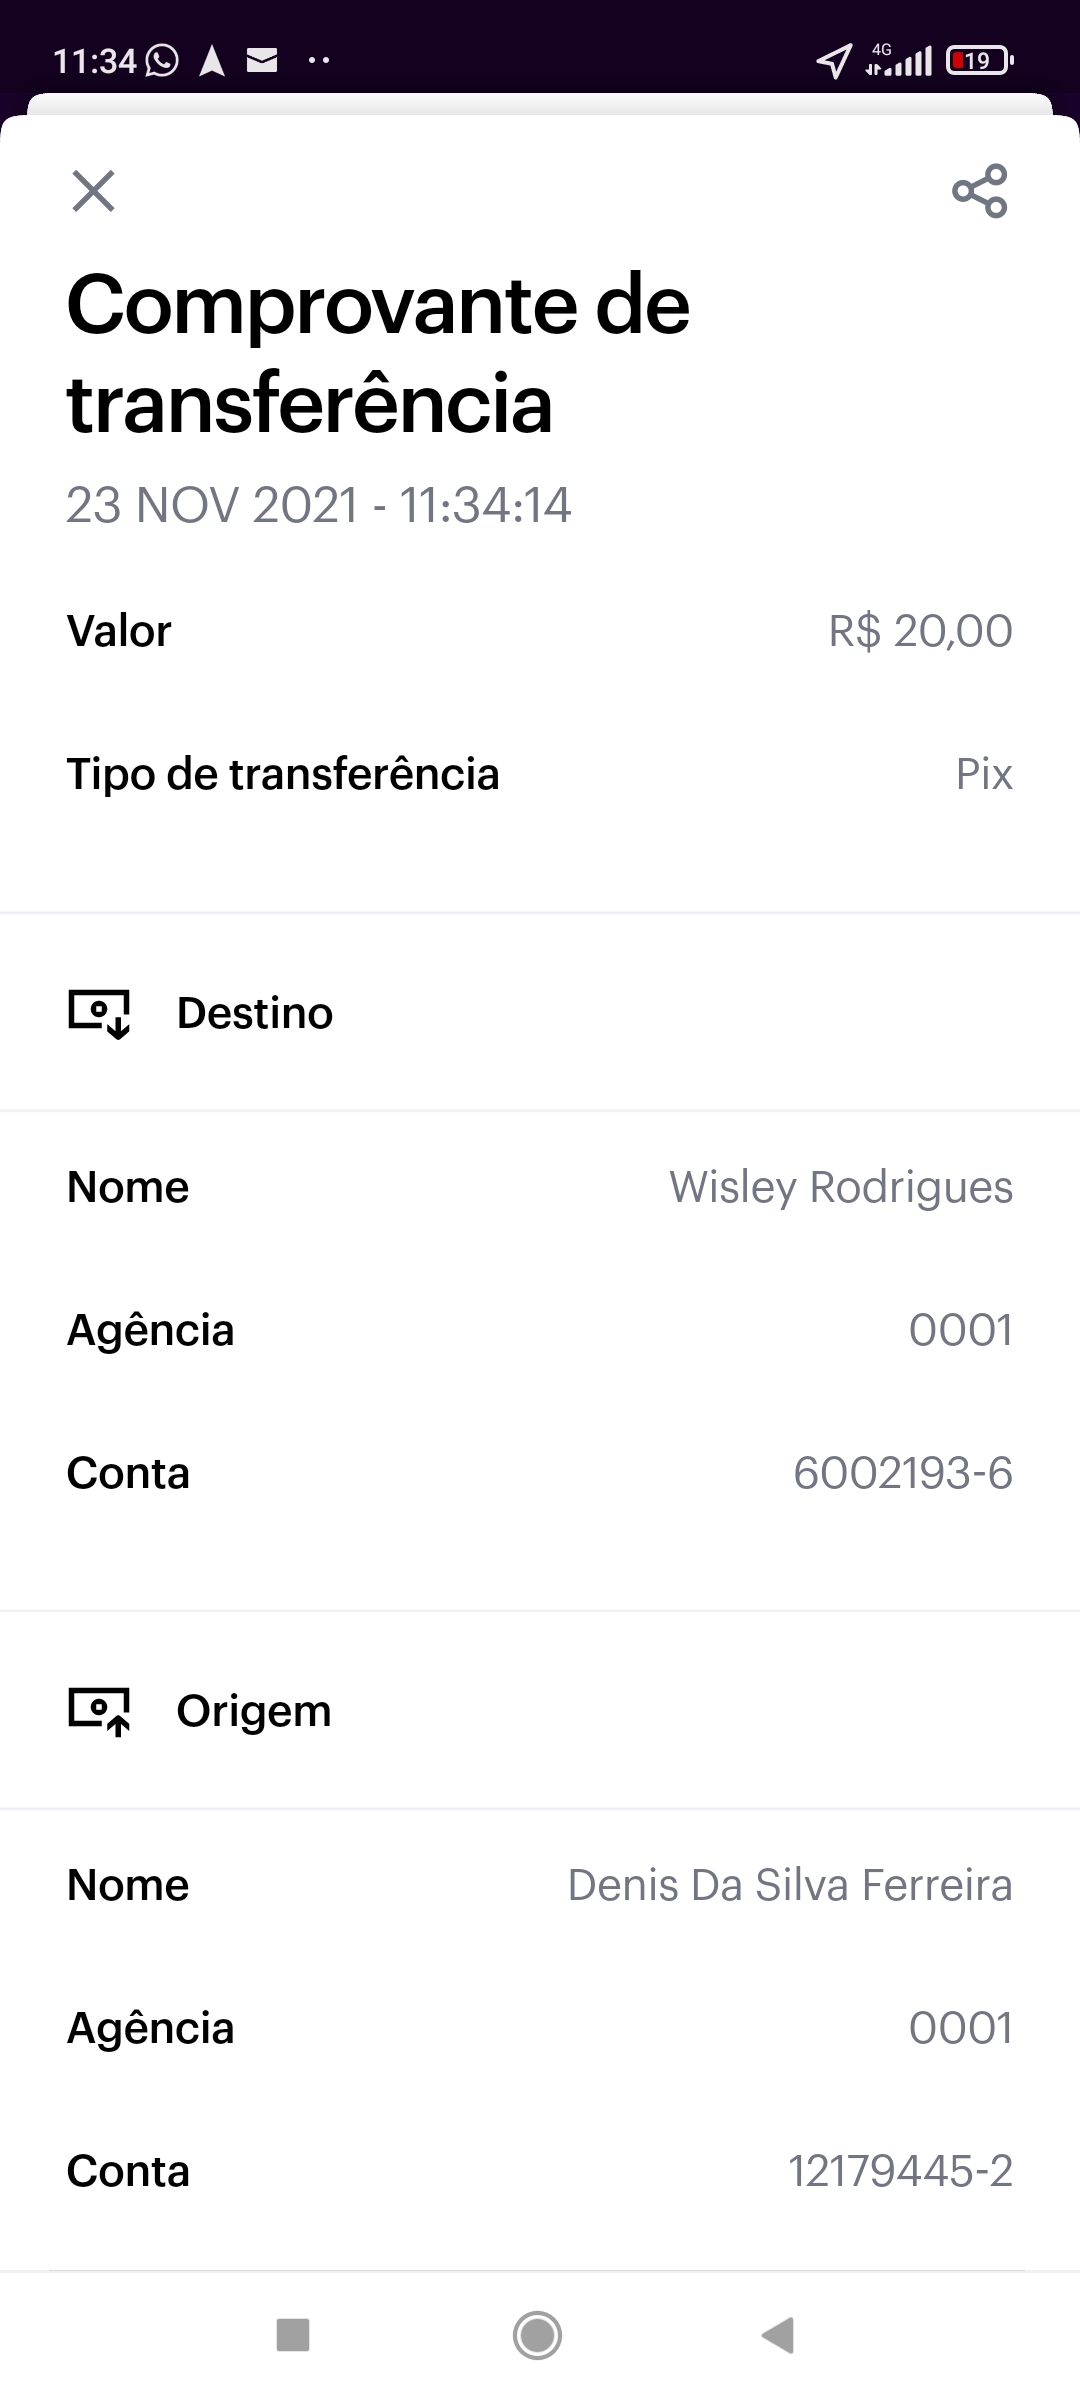 11:34
4G
19
Comprovante de
transferência
23 NOV 2021 - 11:34:14
Valor R$ 20,00
Tipo de transferência Pix
Destino
Nome Wisley Rodrigues
Agência 0001
Conta 6002193-6
Origem
Nome Denis Da Silva Ferreira
Agência 0001
Conta 12179445-2